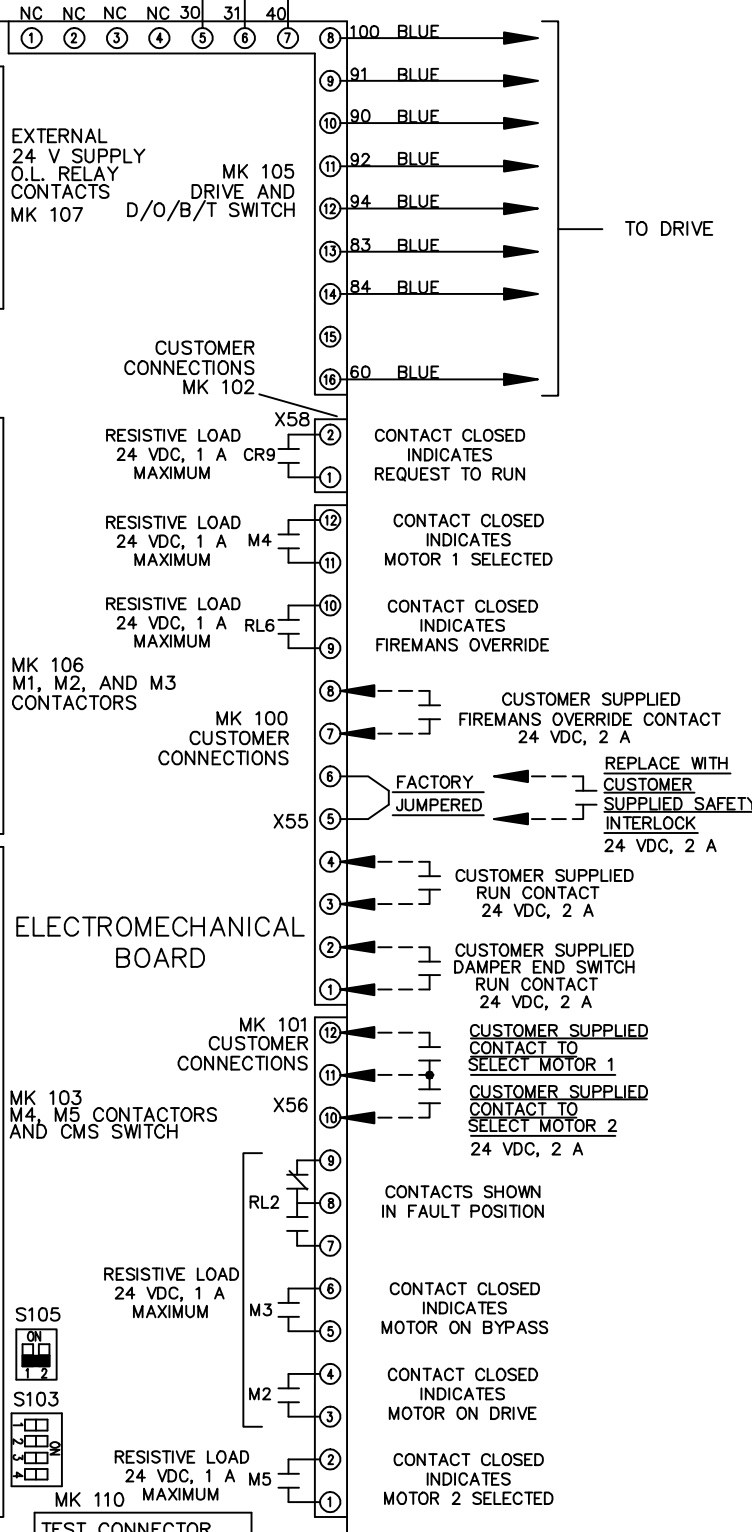 NC NC NC NC 30 31 40
1 2 3 4 5 6 7 8 100 BLUE
9 91 BLUE
10 90 BLUE
11 92 BLUE
12 94 BLUE
13 83 BLUE
14 84 BLUE
15
16 60 BLUE
TO DRIVE
EXTERNAL
24 V SUPPLY
O.L. RELAY
CONTACTS
MK 107
MK 105
DRIVE AND
D/O/B/T SWITCH
CUSTOMER
CONNECTIONS
MK 102
X58
RESISTIVE LOAD
24 VDC, 1 A
MAXIMUM
CR9
2
1
CONTACT CLOSED
INDICATES
REQUEST TO RUN
RESISTIVE LOAD
24 VDC, 1 A
MAXIMUM
M4
12
11
CONTACT CLOSED
INDICATES
MOTOR 1 SELECTED
RESISTIVE LOAD
24 VDC, 1 A
MAXIMUM
RL6
10
9
CONTACT CLOSED
INDICATES
FIREMANS OVERRIDE
MK 106
M1, M2, AND M3
CONTACTORS
MK 100
CUSTOMER
CONNECTIONS
8
7
CUSTOMER SUPPLIED
FIREMANS OVERRIDE CONTACT
24 VDC, 2 A
X55
6
5
FACTORY
JUMPERED
REPLACE WITH
CUSTOMER
SUPPLIED SAFETY
INTERLOCK
24 VDC, 2 A
4
3
CUSTOMER SUPPLIED
RUN CONTACT
24 VDC, 2 A
ELECTROMECHANICAL
BOARD
2
1
CUSTOMER SUPPLIED
DAMPER END SWITCH
RUN CONTACT
24 VDC, 2 A
MK 101
CUSTOMER
CONNECTIONS
X56
12
11
10
CUSTOMER SUPPLIED
CONTACT TO
SELECT MOTOR 1
CUSTOMER SUPPLIED
CONTACT TO
SELECT MOTOR 2
24 VDC, 2 A
MK 103
M4, M5 CONTACTORS
AND CMS SWITCH
RL2
9
8
7
CONTACTS SHOWN
IN FAULT POSITION
RESISTIVE LOAD
24 VDC, 1 A
MAXIMUM
M3
6
5
CONTACT CLOSED
INDICATES
MOTOR ON BYPASS
M2
4
3
CONTACT CLOSED
INDICATES
MOTOR ON DRIVE
S105
ON
1 2
S103
1
2
3
4
ON
RESISTIVE LOAD
24 VDC, 1 A
MAXIMUM
M5
2
1
CONTACT CLOSED
INDICATES
MOTOR 2 SELECTED
MK 110
TEST CONNECTOR